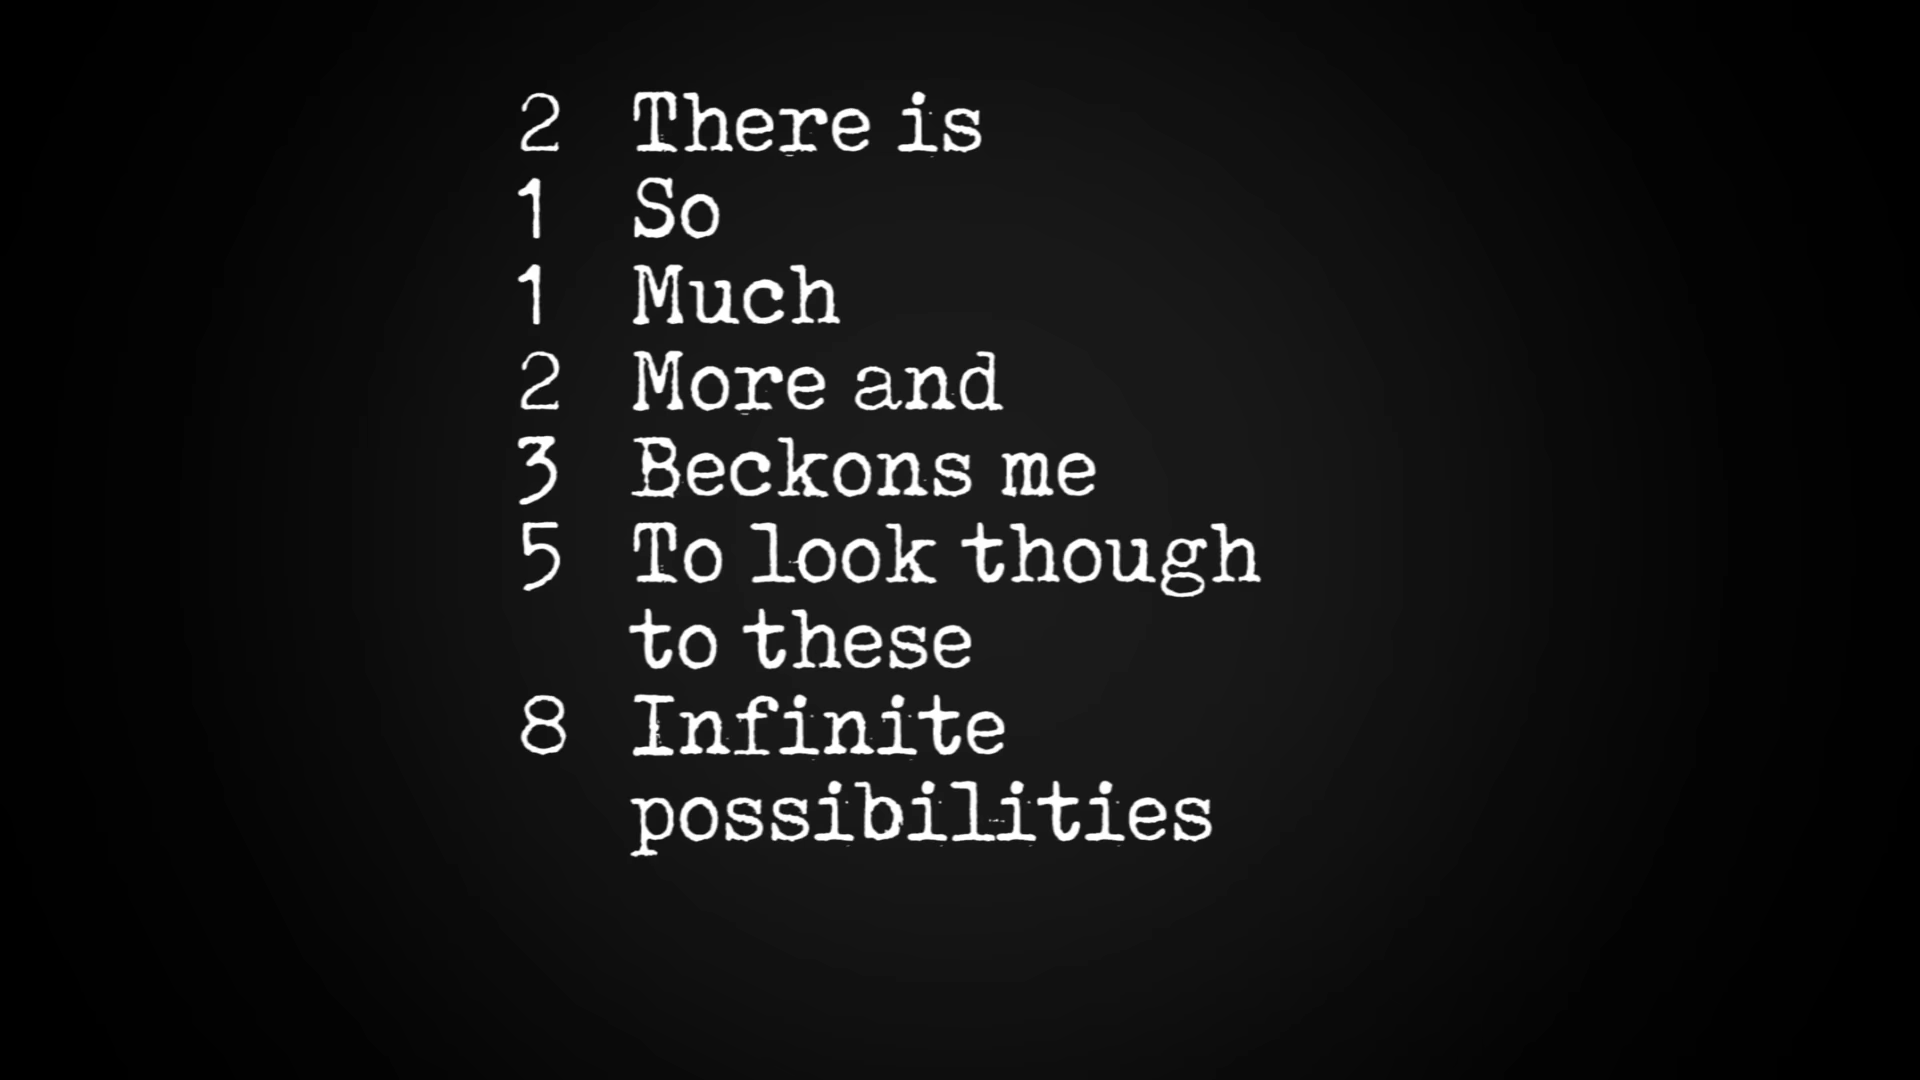 2 There is
1 So
1 Much
2 More and
3 Beckons me
5 To look though
to these
8 Infinite
possibilities